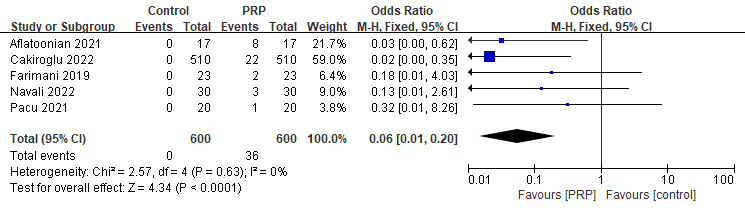 Control PRP Odds Ratio Odds Ratio
Study or Subgroup Events Total Events Total Weight M-H, Fixed, 95% CI M-H, Fixed, 95% CI
Aflatoonian 2021 0 17 8 17 21.7% 0.03 [0.00, 0.62]
Cakiroglu 2022 0 510 22 510 59.0% 0.02 [0.00, 0.35]
Farimani 2019 0 23 2 23 6.4% 0.18 [0.01, 4.03]
Navali 2022 0 30 3 30 9.0% 0.13 [0.01, 2.61]
Pacu 2021 0 20 1 20 3.8% 0.32 [0.01, 8.26]
Total (95% CI) 600 600 100.0% 0.06 [0.01, 0.20]
Total events 0 36
Heterogeneity: Chi² = 2.57, df = 4 (P = 0.63); I² = 0%
Test for overall effect: Z = 4.34 (P < 0.0001)
0.01 0.1 1 10 100
Favours [PRP] Favours [control]